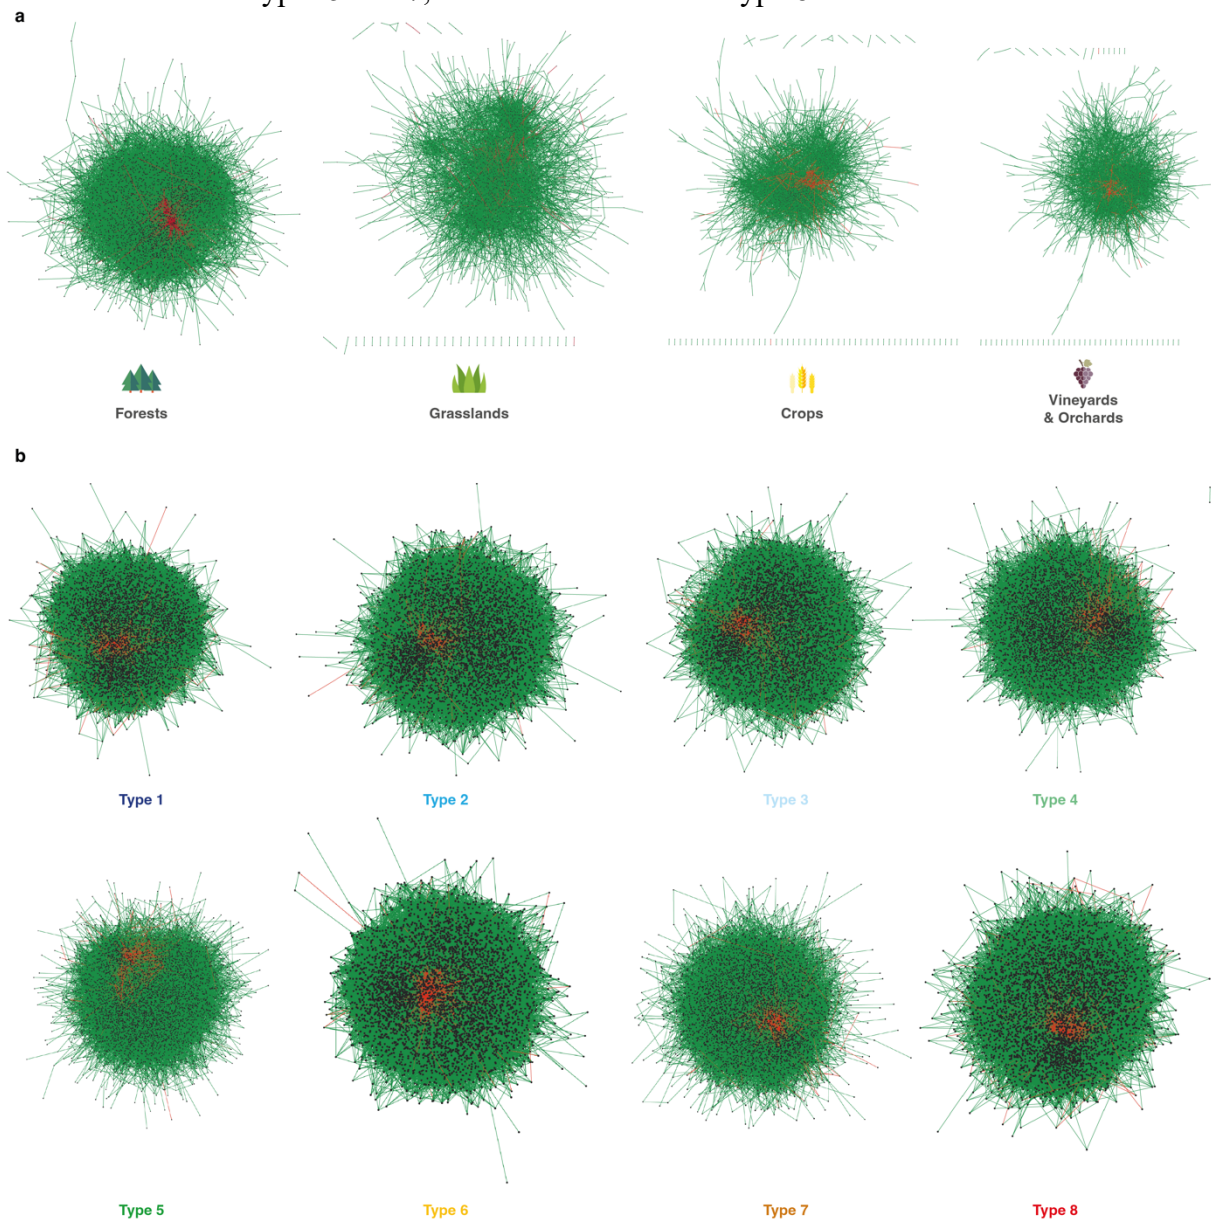 a
Forests
Grasslands
Crops
Vineyards
& Orchards
b
Type 1
Type 2
Type 3
Type 4
Type 5
Type 6
Type 7
Type 8